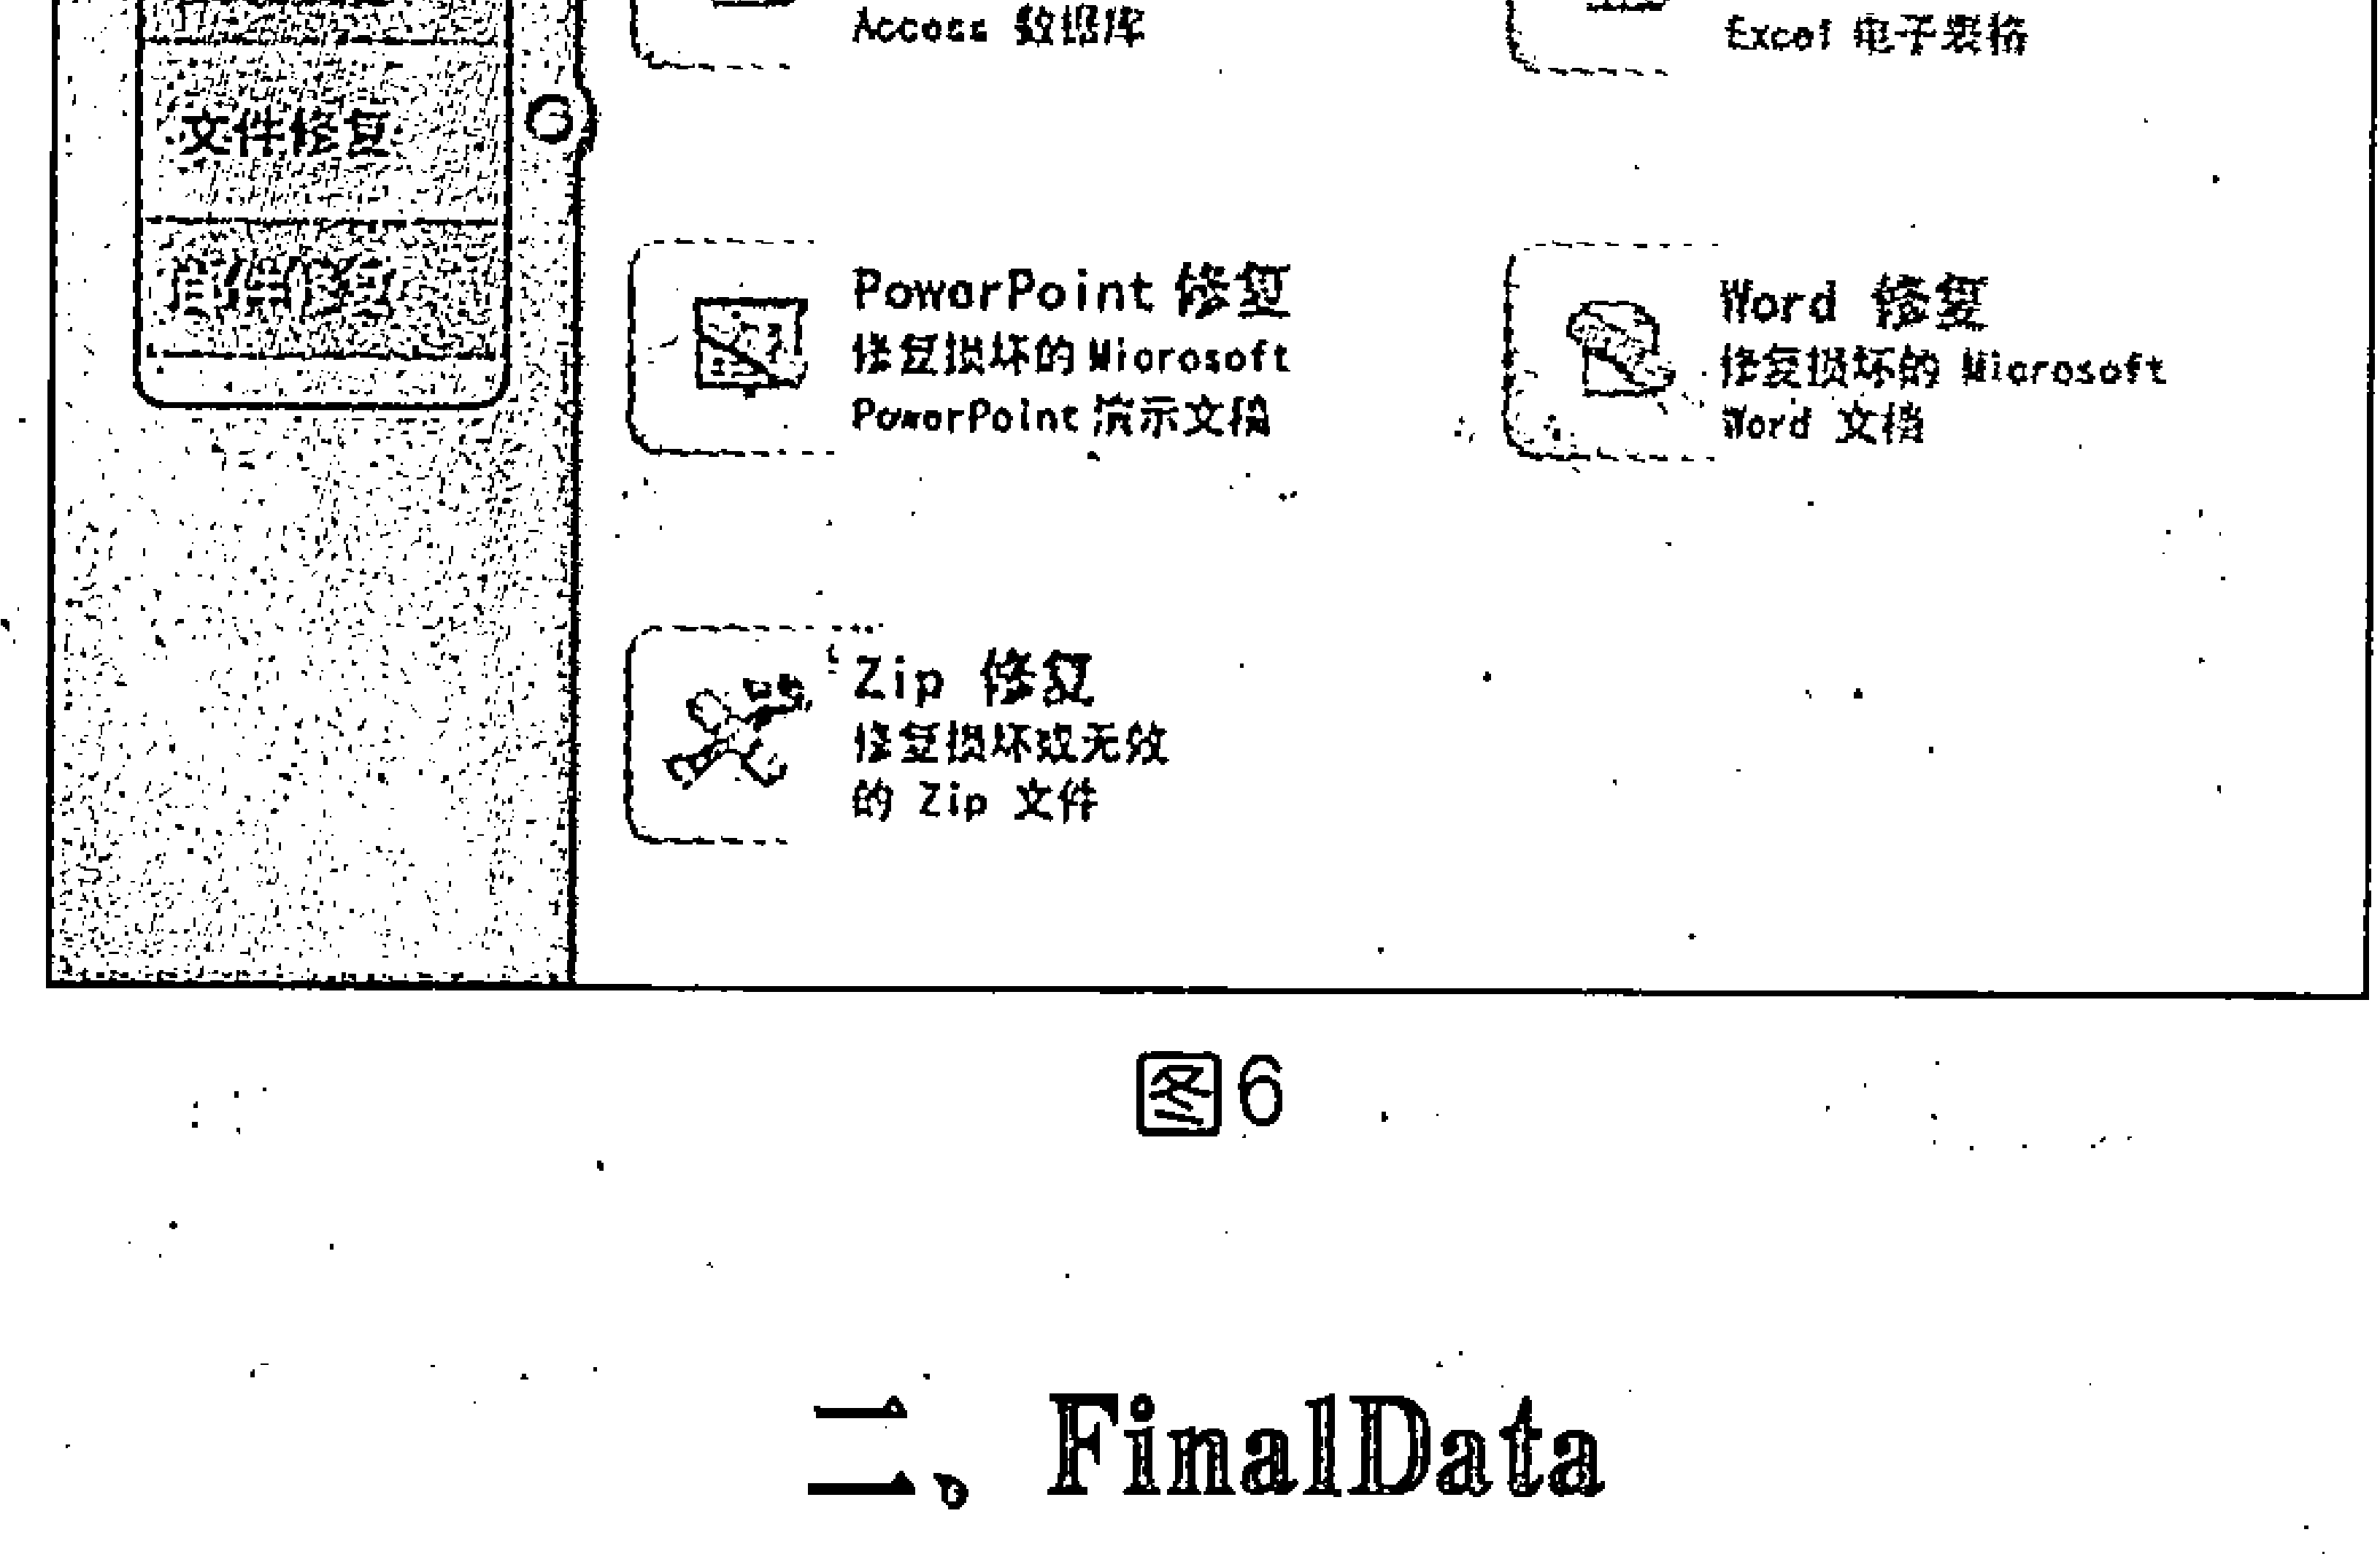 Access 数据库
Excel 电子表格
文件修复
PowerPoint 修复
修复损坏的 Microsoft
PowerPoint 演示文稿
Word 修复
修复损坏的 Microsoft
Word 文档
Zip 修复
修复损坏或无效
的 Zip 文件
图6
二、FinalData